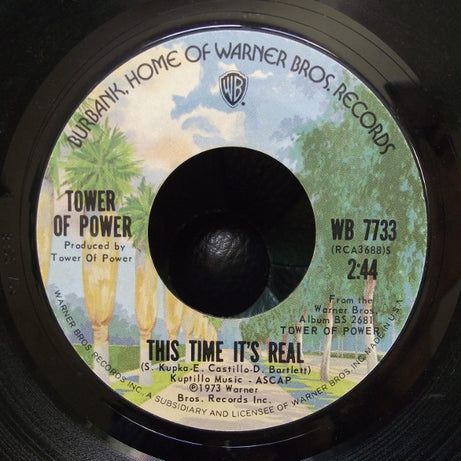 BURBANK, HOME OF WARNER BROS. RECORDS
WB
TOWER
OF POWER
Produced by
Tower Of Power
WB 7733
(RCA3688)S
2:44
From the
Warner Bros.
Album BS 2681
TOWER OF POWER
THIS TIME IT'S REAL
(S. Kupka-E. Castillo-D. Bartlett)
Kuptillo Music - ASCAP
©1973 Warner
Bros. Records Inc.
WARNER BROS. RECORDS INC., A SUBSIDIARY AND LICENSEE OF WARNER BROS. INC. MADE IN U.S.A.